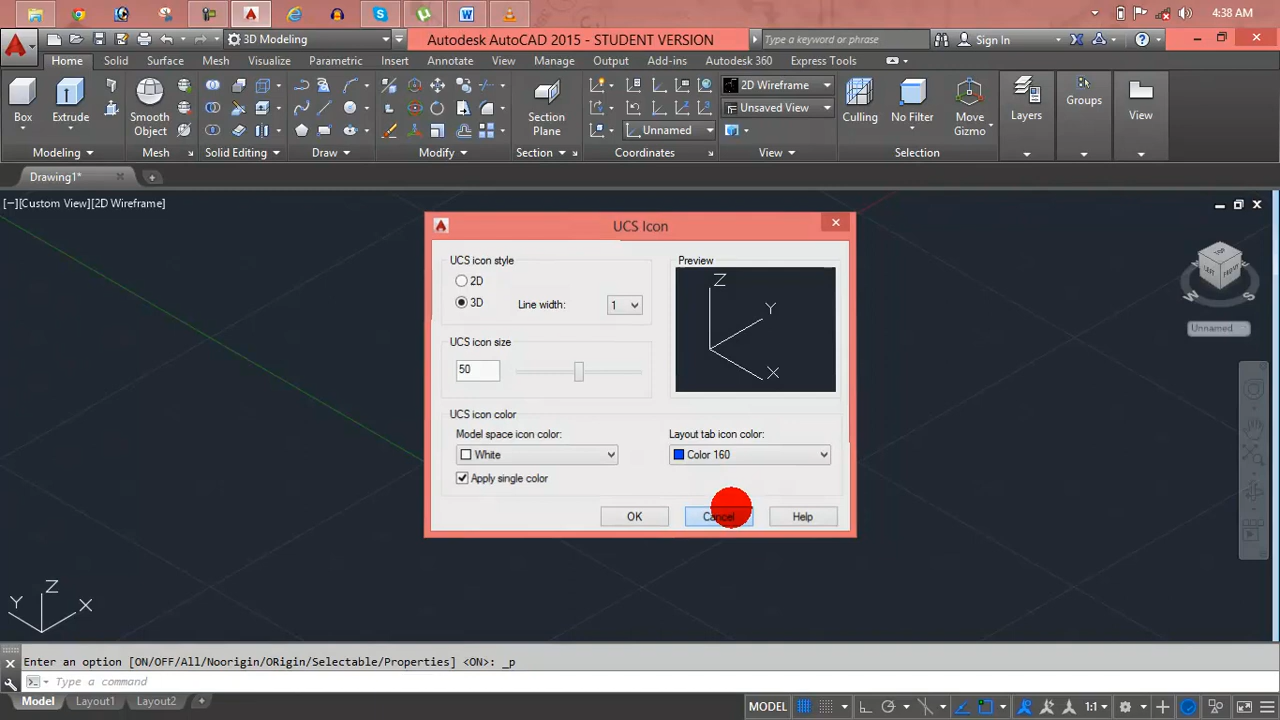 4:38 AM
3D Modeling
Autodesk AutoCAD 2015 - STUDENT VERSION
Type a keyword or phrase
Sign In
Home Solid Surface Mesh Visualize Parametric Insert Annotate View Manage Output Add-ins Autodesk 360 Express Tools
2D Wireframe
Unsaved View
Unnamed
Box Extrude Smooth Object Section Plane Culling No Filter Move Gizmo Layers Groups View
Modeling Mesh Solid Editing Draw Modify Section Coordinates View Selection
Drawing1*
[−][Custom View][2D Wireframe]
UCS Icon
UCS icon style
Preview
2D
3D
Line width: 1
Z
Y
X
UCS icon size
50
UCS icon color
Model space icon color:
Layout tab icon color:
White
Color 160
Apply single color
OK Cancel Help
TOP
LEFT FRONT
W S
Unnamed
Z
Y X
Enter an option [ON/OFF/All/Noorigin/ORigin/Selectable/Properties] <ON>: _p
Type a command
Model Layout1 Layout2
MODEL 1:1